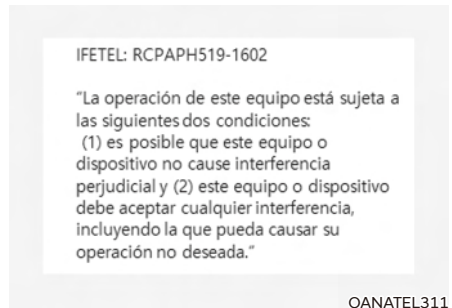 IFETEL: RCPAPH519-1602
“La operación de este equipo está sujeta a
las siguientes dos condiciones:
(1) es posible que este equipo o
dispositivo no cause interferencia
perjudicial y (2) este equipo o dispositivo
debe aceptar cualquier interferencia,
incluyendo la que pueda causar su
operación no deseada.”
OANATEL311